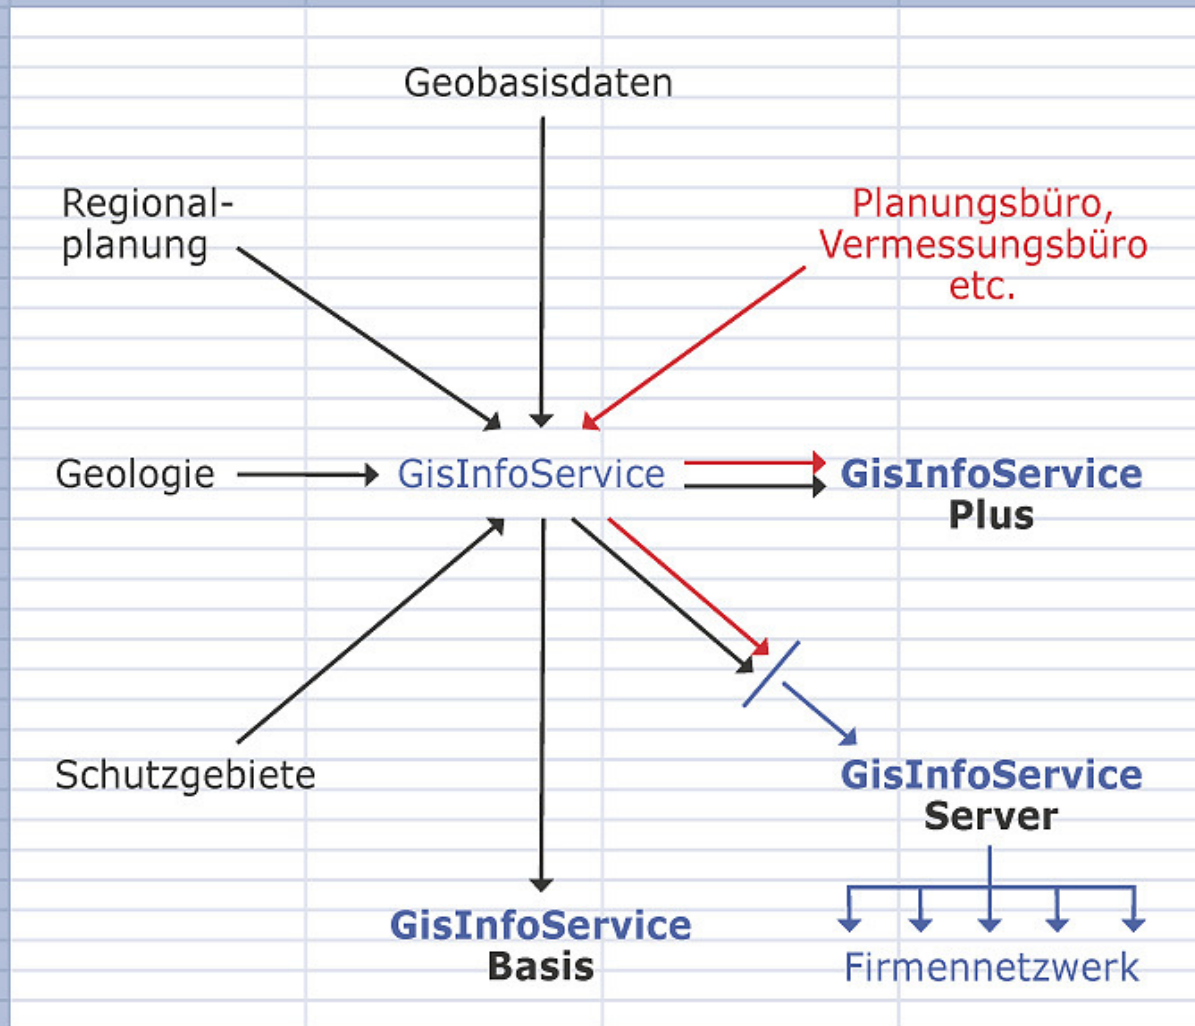 Geobasisdaten
Regional-
planung
Planungsbüro,
Vermessungsbüro
etc.
Geologie
GisInfoService
GisInfoService
Plus
Schutzgebiete
GisInfoService
Server
GisInfoService
Basis
Firmennetzwerk